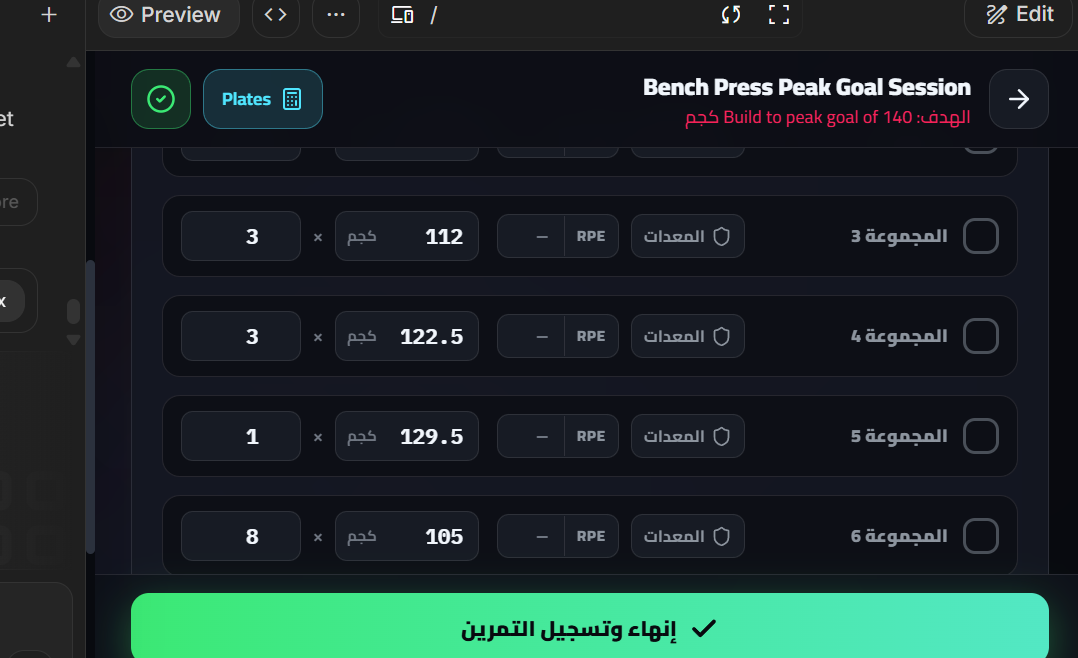 Preview
/
Edit
et
re
x
Plates
Bench Press Peak Goal Session
الهدف: Build to peak goal of 140 كجم
المجموعة 3 المعدات RPE – 112 كجم × 3
المجموعة 4 المعدات RPE – 122.5 كجم × 3
المجموعة 5 المعدات RPE – 129.5 كجم × 1
المجموعة 6 المعدات RPE – 105 كجم × 8
إنهاء وتسجيل التمرين